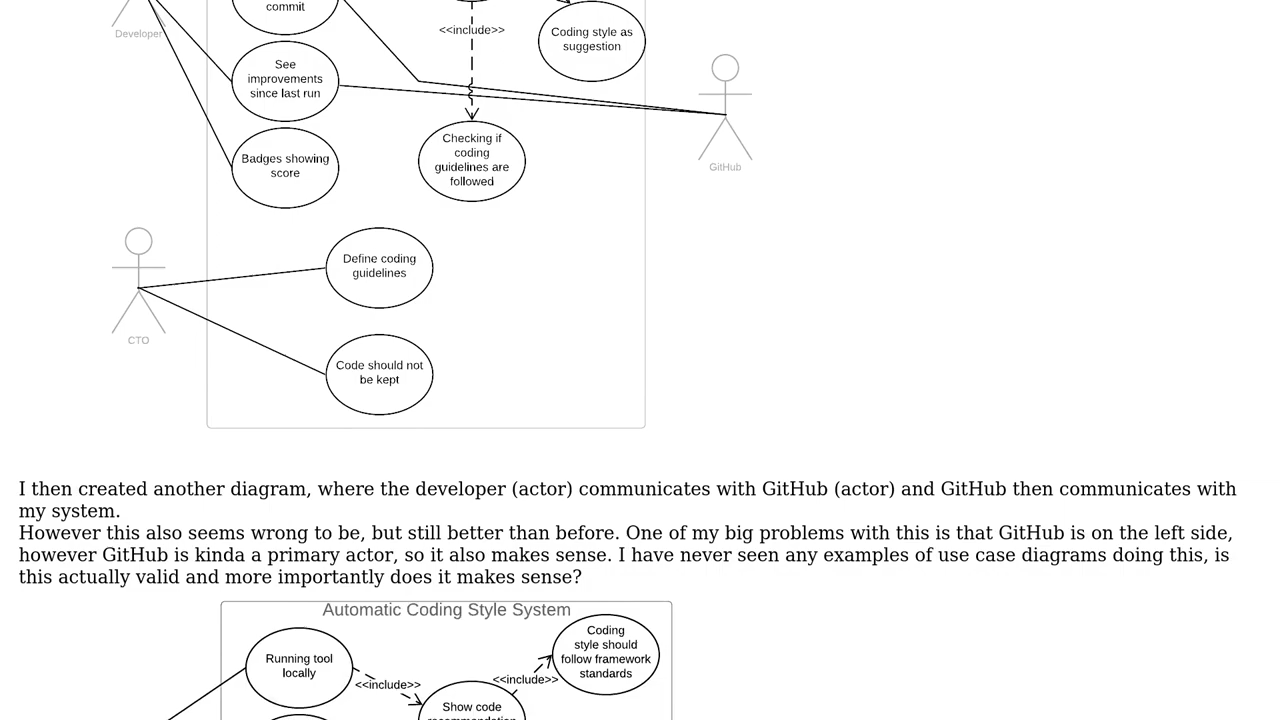 commit
Developer
<<include>>
Coding style as
suggestion
See
improvements
since last run
Checking if
coding
guidelines are
followed
Badges showing
score
GitHub
Define coding
guidelines
CTO
Code should not
be kept
I then created another diagram, where the developer (actor) communicates with GitHub (actor) and GitHub then communicates with
my system.
However this also seems wrong to be, but still better than before. One of my big problems with this is that GitHub is on the left side,
however GitHub is kinda a primary actor, so it also makes sense. I have never seen any examples of use case diagrams doing this, is
this actually valid and more importantly does it makes sense?
Automatic Coding Style System
Coding
style should
follow framework
standards
Running tool
locally
<<include>>
<<include>>
Show code
recommendation